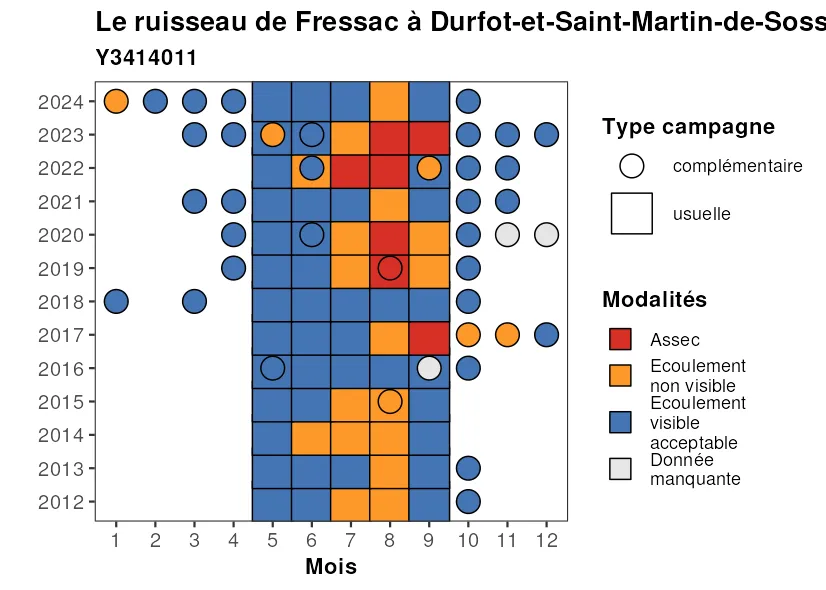 Le ruisseau de Fressac à Durfot-et-Saint-Martin-de-Soss
Y3414011
2024
2023
2022
2021
2020
2019
2018
2017
2016
2015
2014
2013
2012
1 2 3 4 5 6 7 8 9 10 11 12
Mois
Type campagne
complémentaire
usuelle
Modalités
Assec
Ecoulement
non visible
Ecoulement
visible
acceptable
Donnée
manquante